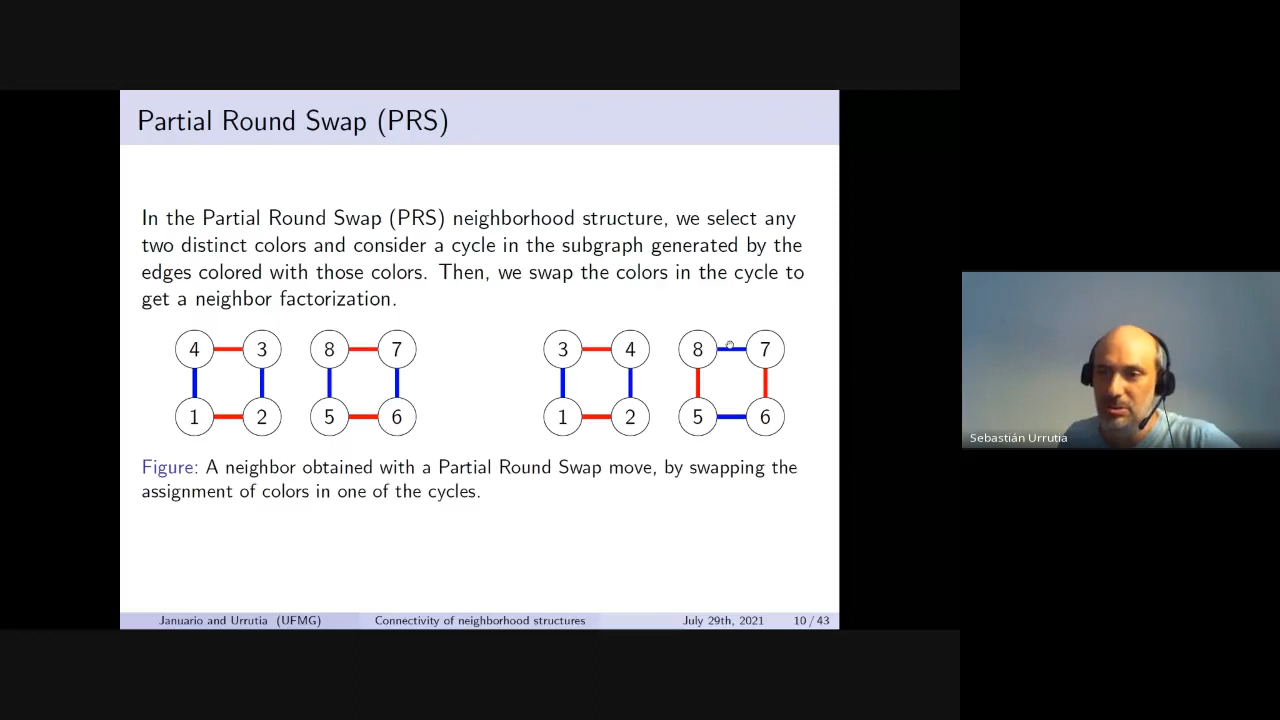 Partial Round Swap (PRS)
In the Partial Round Swap (PRS) neighborhood structure, we select any
two distinct colors and consider a cycle in the subgraph generated by the
edges colored with those colors. Then, we swap the colors in the cycle to
get a neighbor factorization.
4 3 8 7 3 4 8 7
1 2 5 6 1 2 5 6
Figure: A neighbor obtained with a Partial Round Swap move, by swapping the
assignment of colors in one of the cycles.
Sebastián Urrutia
Januario and Urrutia (UFMG) Connectivity of neighborhood structures July 29th, 2021 10 / 43